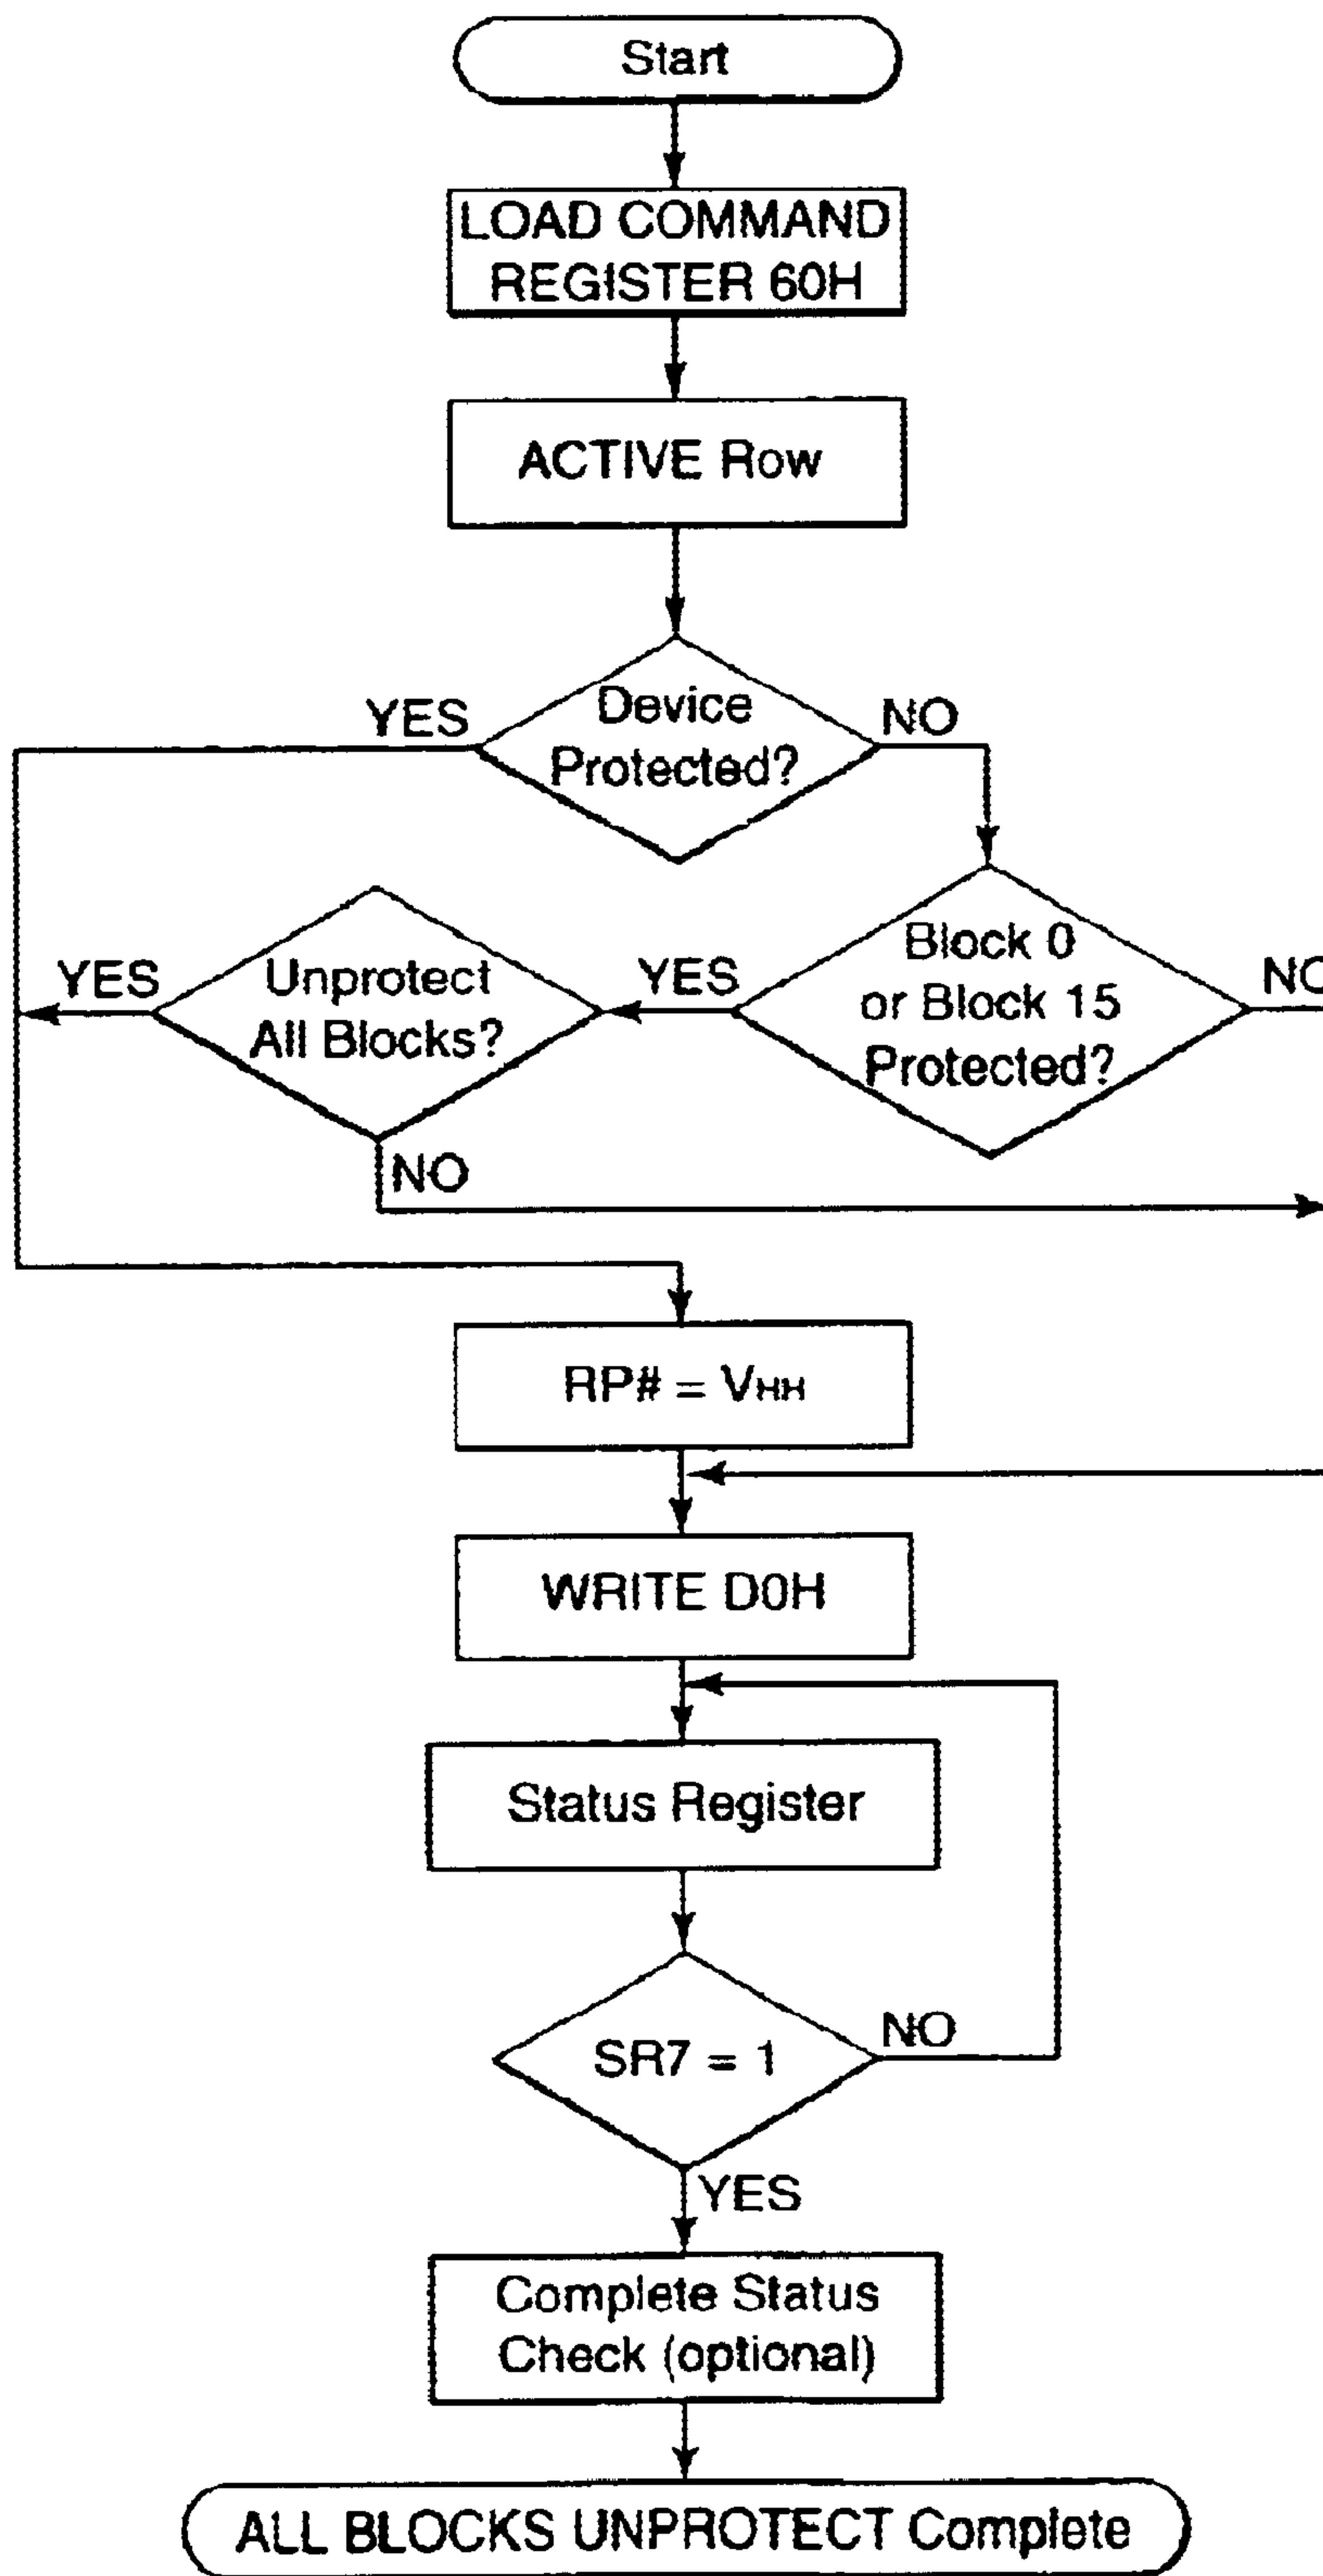 Start
LOAD COMMAND
REGISTER 60H
ACTIVE Row
Device
Protected?
YES
NO
Block 0
or Block 15
Protected?
YES
NO
Unprotect
All Blocks?
YES
NO
RP# = VHH
WRITE D0H
Status Register
SR7 = 1
NO
YES
Complete Status
Check (optional)
ALL BLOCKS UNPROTECT Complete